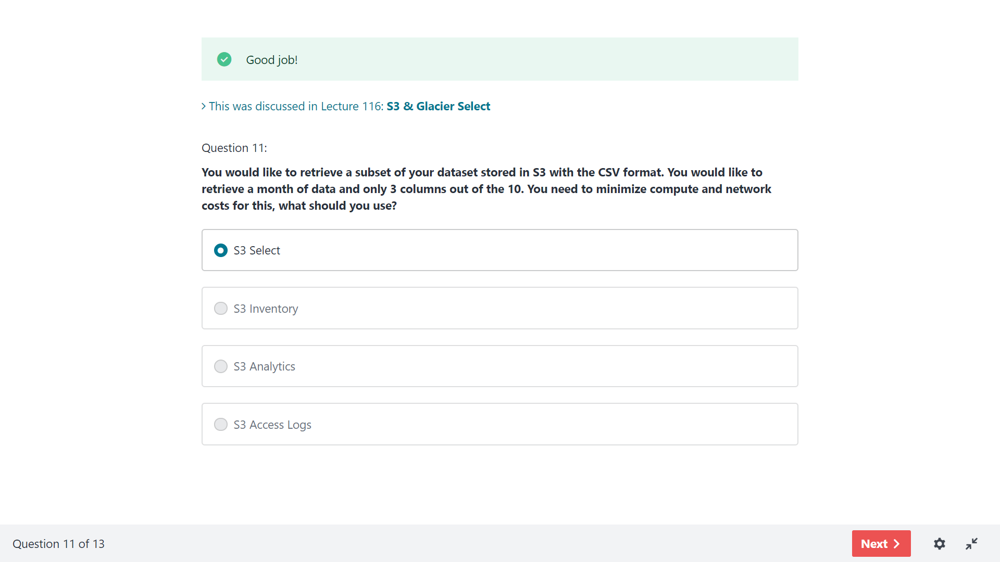 Good job!
> This was discussed in Lecture 116: S3 & Glacier Select
Question 11:
You would like to retrieve a subset of your dataset stored in S3 with the CSV format. You would like to
retrieve a month of data and only 3 columns out of the 10. You need to minimize compute and network
costs for this, what should you use?
S3 Select
S3 Inventory
S3 Analytics
S3 Access Logs
Question 11 of 13
Next >